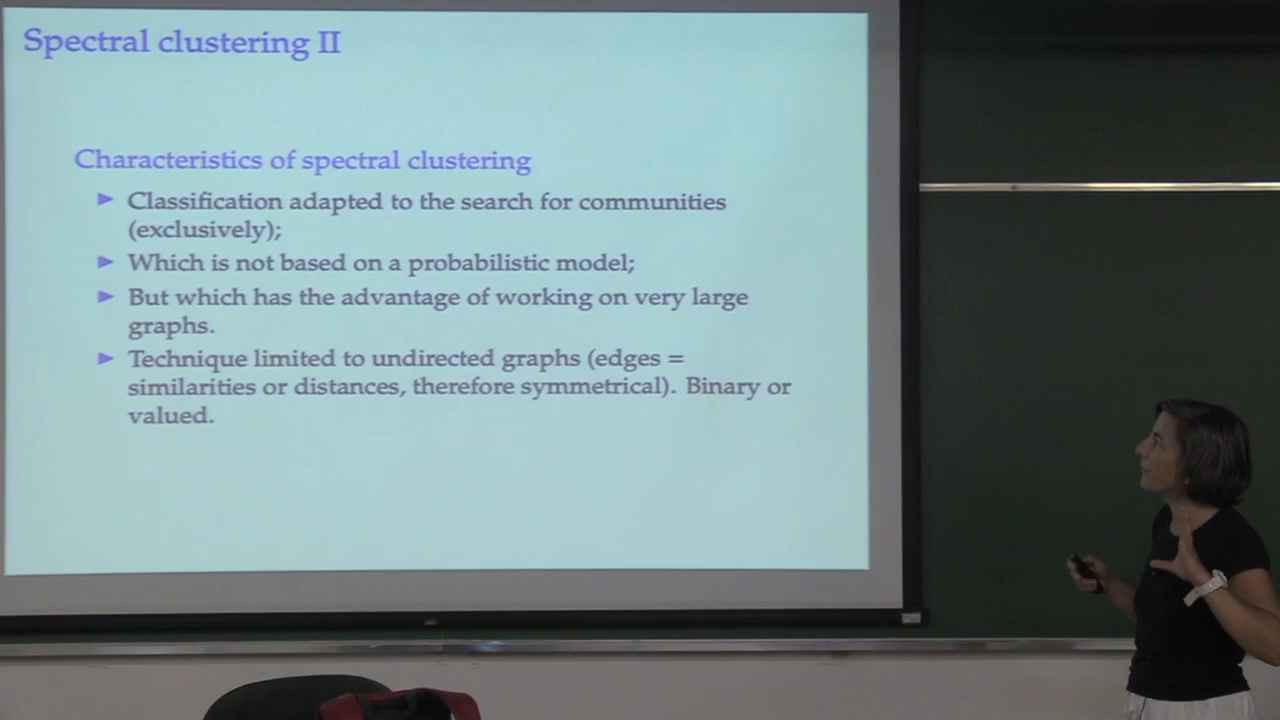 Spectral clustering II
Characteristics of spectral clustering
Classification adapted to the search for communities
(exclusively);
Which is not based on a probabilistic model;
But which has the advantage of working on very large
graphs.
Technique limited to undirected graphs (edges =
similarities or distances, therefore symmetrical). Binary or
valued.